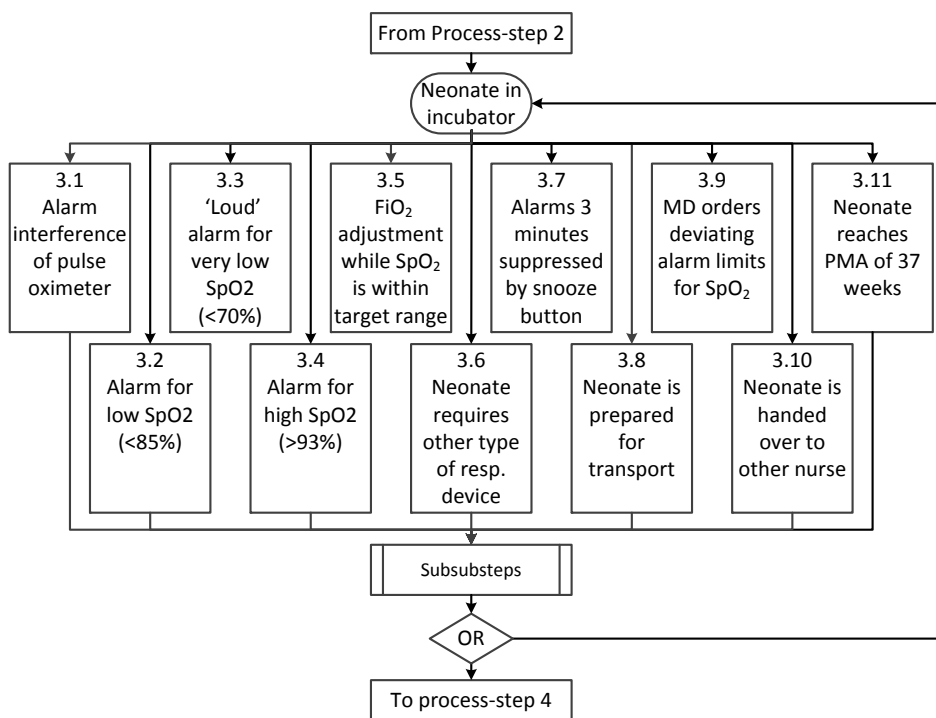 From Process-step 2
Neonate in
incubator
3.1
Alarm
interference
of pulse
oximeter
3.3
‘Loud’
alarm for
very low
SpO2
(<70%)
3.5
FiO₂
adjustment
while SpO₂
is within
target range
3.7
Alarms 3
minutes
suppressed
by snooze
button
3.9
MD orders
deviating
alarm limits
for SpO₂
3.11
Neonate
reaches
PMA of 37
weeks
3.2
Alarm for
low SpO2
(<85%)
3.4
Alarm for
high SpO2
(>93%)
3.6
Neonate
requires
other type
of resp.
device
3.8
Neonate is
prepared
for
transport
3.10
Neonate is
handed
over to
other nurse
Subsubsteps
OR
To process-step 4